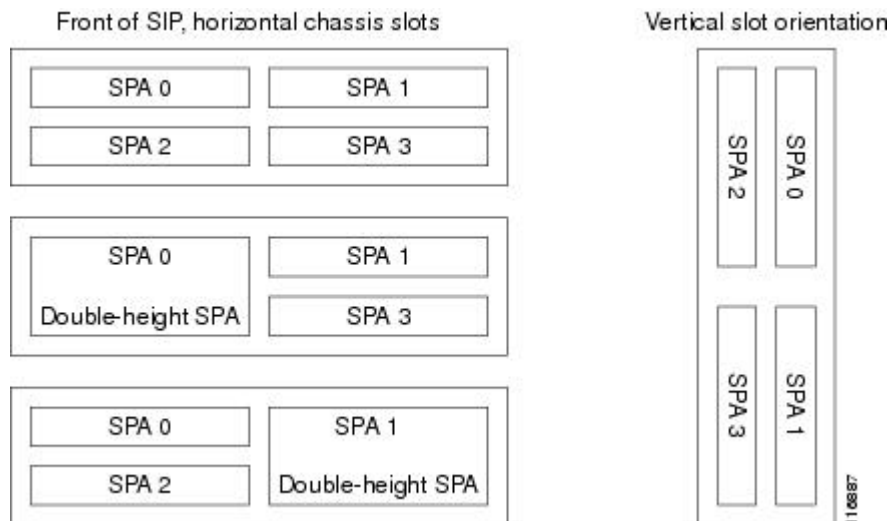 Front of SIP, horizontal chassis slots
SPA 0
SPA 1
SPA 2
SPA 3
SPA 0
Double-height SPA
SPA 1
SPA 3
SPA 0
SPA 2
SPA 1
Double-height SPA
Vertical slot orientation
SPA 2
SPA 0
SPA 3
SPA 1